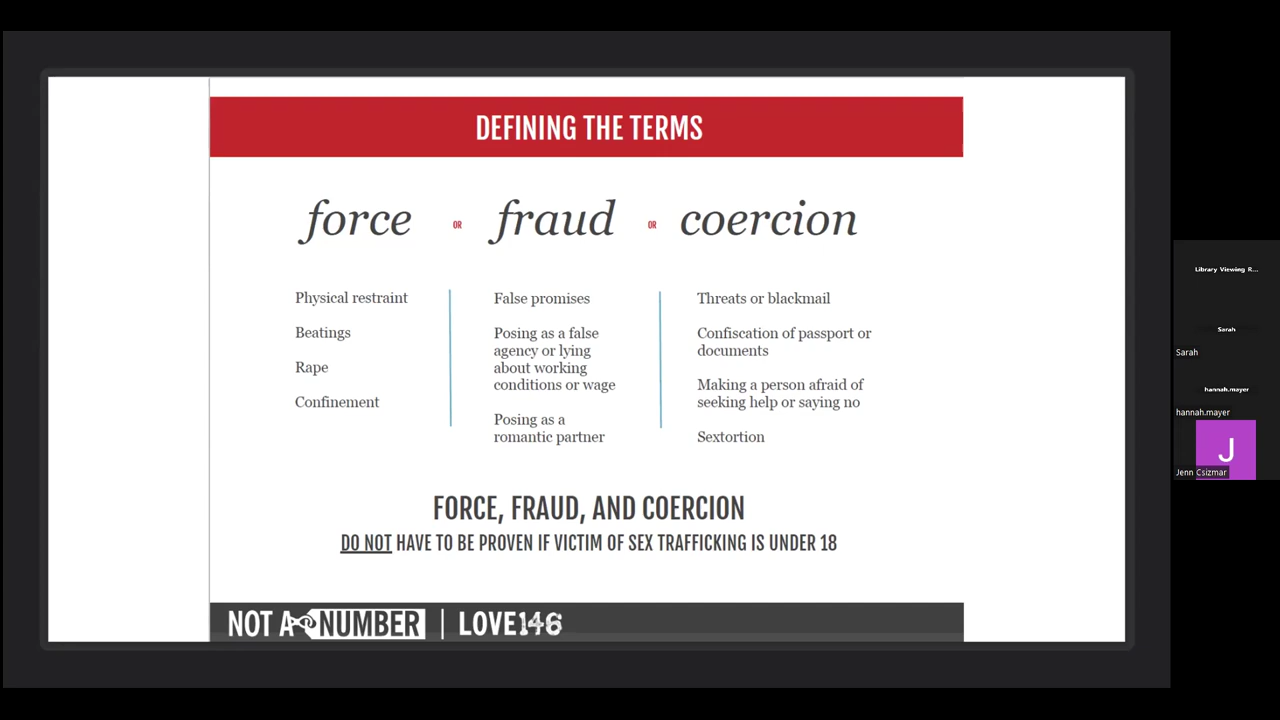 DEFINING THE TERMS
force OR fraud OR coercion
Physical restraint
Beatings
Rape
Confinement
False promises
Posing as a false
agency or lying
about working
conditions or wage
Posing as a
romantic partner
Threats or blackmail
Confiscation of passport or
documents
Making a person afraid of
seeking help or saying no
Sextortion
FORCE, FRAUD, AND COERCION
DO NOT HAVE TO BE PROVEN IF VICTIM OF SEX TRAFFICKING IS UNDER 18
NOT A NUMBER | LOVE146
Library Viewing R...
Sarah
Sarah
hannah.mayer
hannah.mayer
J
Jenn Csizmar